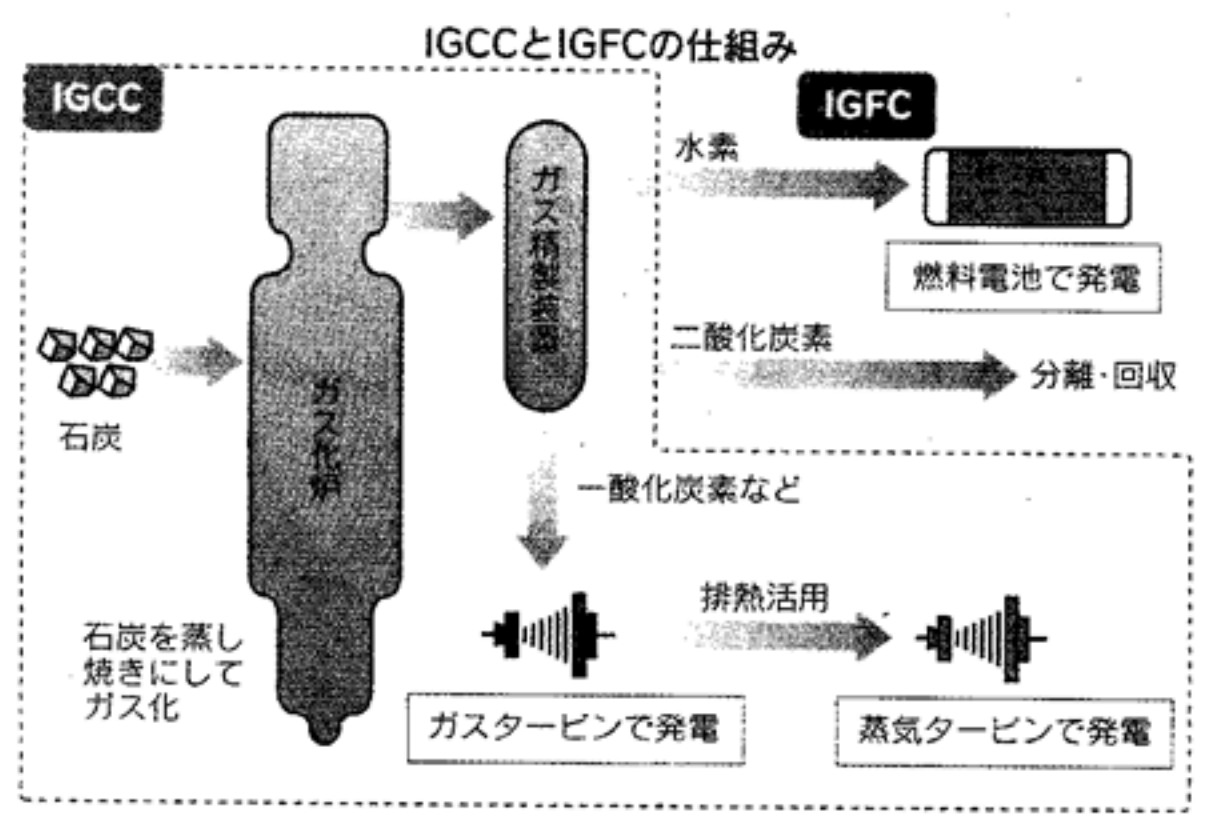 IGCCとIGFCの仕組み
IGCC
IGFC
水素
ガス精製装置
燃料電池で発電
二酸化炭素
分離·回収
石炭
ガス化炉
一酸化炭素など
排熱活用
石炭を蒸し
焼きにして
ガス化
ガスタービンで発電
蒸気タービンで発電